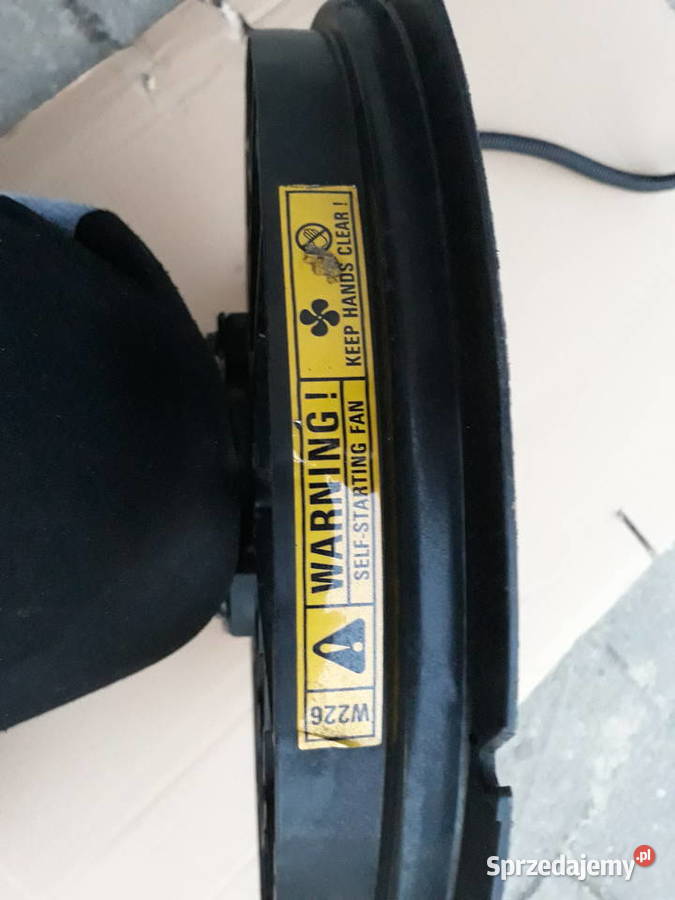 W226
WARNING!
SELF-STARTING FAN
KEEP HANDS CLEAR!
Sprzedajemy.pl